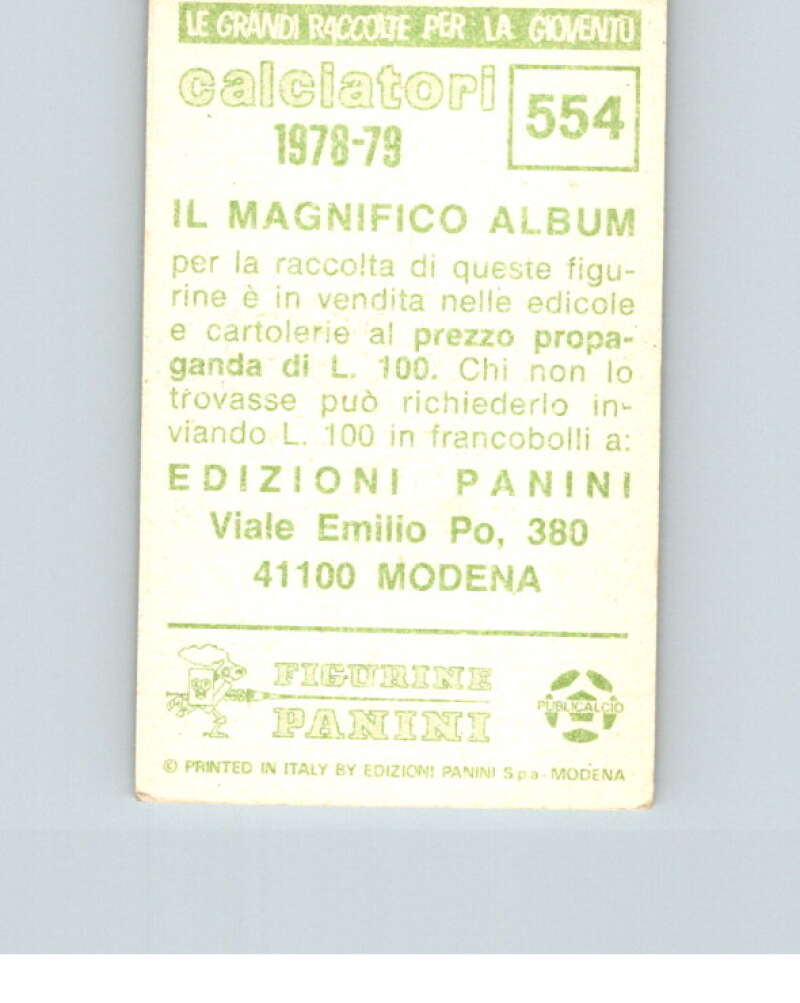 LE GRANDI RACCOLTE PER LA GIOVENTÙ
calciatori
1978-79
554
IL MAGNIFICO ALBUM
per la raccolta di queste figu-
rine è in vendita nelle edicole
e cartolerie al prezzo propa-
ganda di L. 100. Chi non lo
trovasse può richiederlo in-
viando L. 100 in francobolli a:
EDIZIONI PANINI
Viale Emilio Po, 380
41100 MODENA
FIGURINE
PANINI
PUBLICALCIO
© PRINTED IN ITALY BY EDIZIONI PANINI S.p.a - MODENA